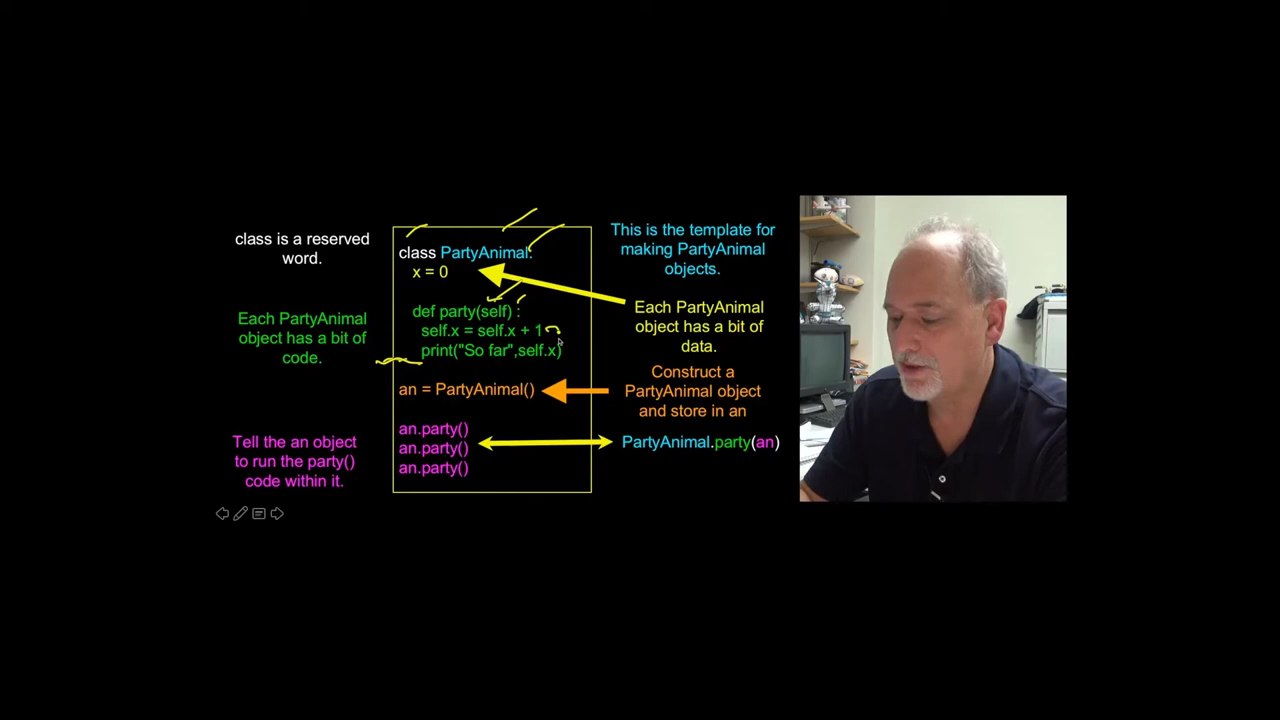 class is a reserved
word.
Each PartyAnimal
object has a bit of
code.
Tell the an object
to run the party()
code within it.
class PartyAnimal:
x = 0
def party(self) :
self.x = self.x + 1
print("So far",self.x)
an = PartyAnimal()
an.party()
an.party()
an.party()
This is the template for
making PartyAnimal
objects.
Each PartyAnimal
object has a bit of
data.
Construct a
PartyAnimal object
and store in an
PartyAnimal.party(an)